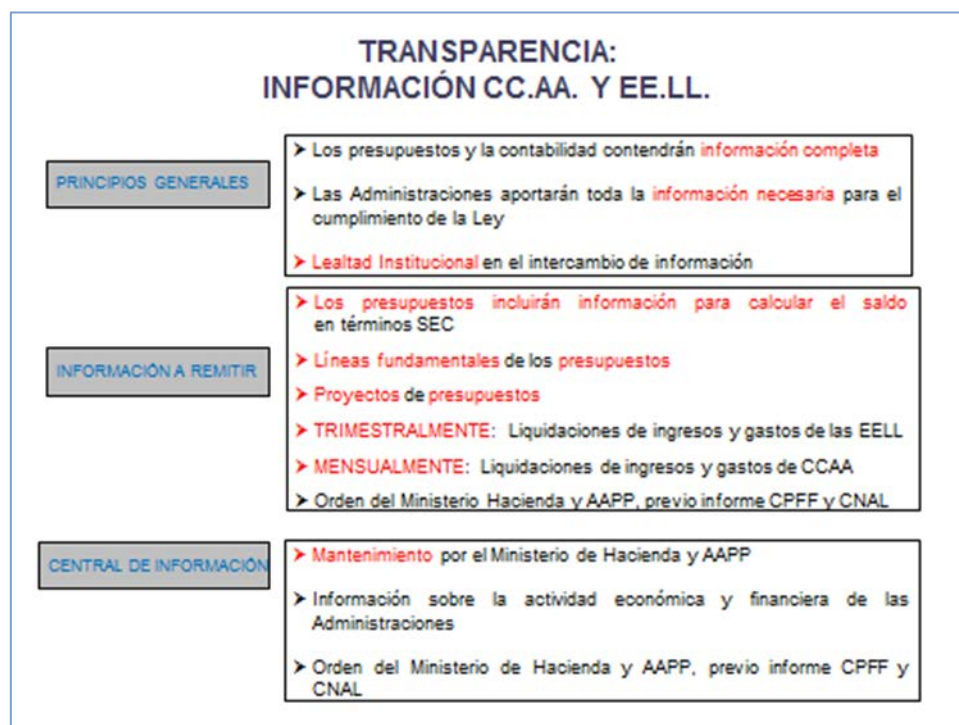 TRANSPARENCIA:
INFORMACIÓN CC.AA. Y EE.LL.
PRINCIPIOS GENERALES
➤ Los presupuestos y la contabilidad contendrán información completa
➤ Las Administraciones aportarán toda la información necesaria para el
cumplimiento de la Ley
➤ Lealtad Institucional en el intercambio de información
INFORMACIÓN A REMITIR
➤ Los presupuestos incluirán información para calcular el saldo
en términos SEC
➤ Líneas fundamentales de los presupuestos
➤ Proyectos de presupuestos
➤ TRIMESTRALMENTE: Liquidaciones de ingresos y gastos de las EELL
➤ MENSUALMENTE: Liquidaciones de ingresos y gastos de CCAA
➤ Orden del Ministerio Hacienda y AAPP, previo informe CPFF y CNAL
CENTRAL DE INFORMACIÓN
➤ Mantenimiento por el Ministerio de Hacienda y AAPP
➤ Información sobre la actividad económica y financiera de las
Administraciones
➤ Orden del Ministerio de Hacienda y AAPP, previo informe CPFF y
CNAL